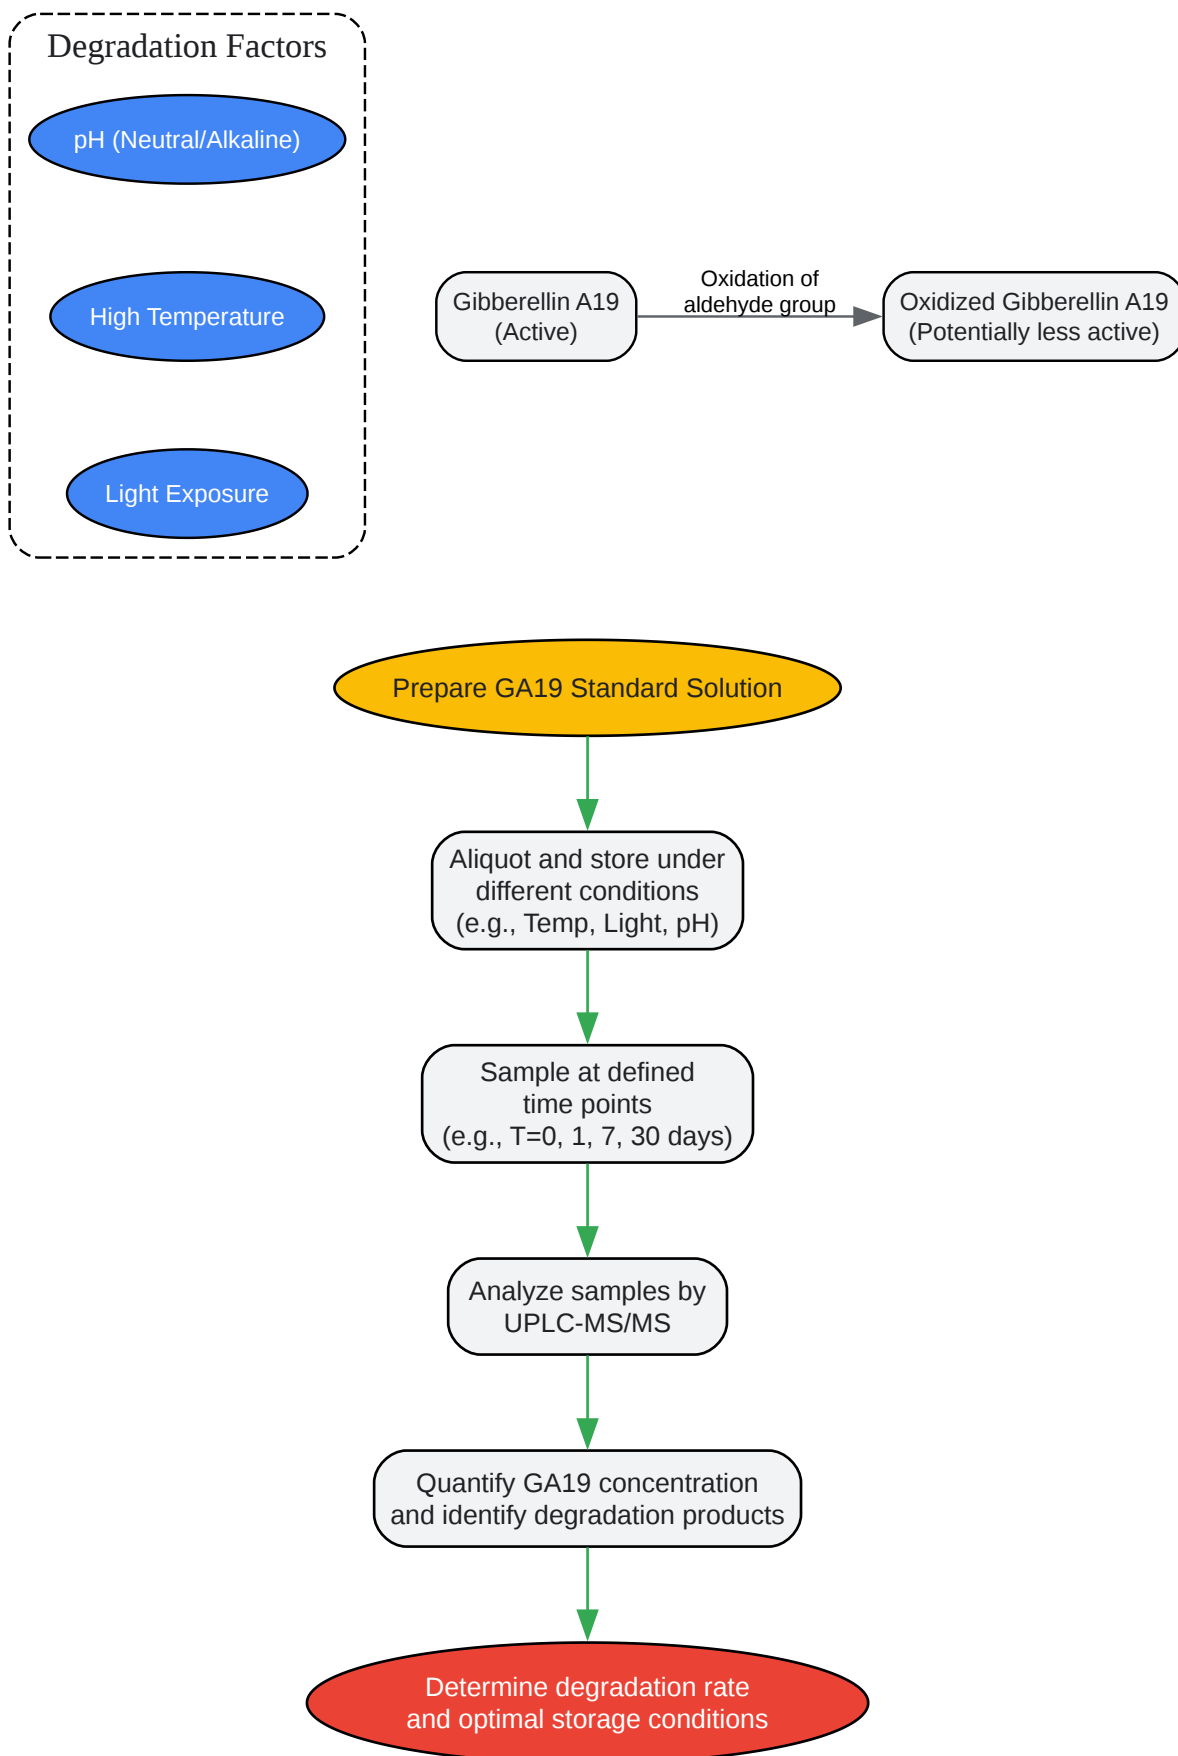 Degradation Factors
pH (Neutral/Alkaline)
High Temperature
Light Exposure
Gibberellin A19
(Active)
Oxidation of
aldehyde group
Oxidized Gibberellin A19
(Potentially less active)
Prepare GA19 Standard Solution
Aliquot and store under
different conditions
(e.g., Temp, Light, pH)
Sample at defined
time points
(e.g., T=0, 1, 7, 30 days)
Analyze samples by
UPLC-MS/MS
Quantify GA19 concentration
and identify degradation products
Determine degradation rate
and optimal storage conditions